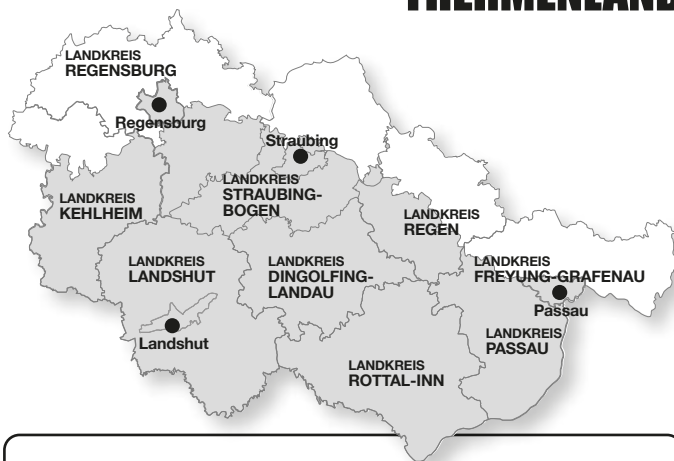 THERMENLAND
LANDKREIS
REGENSBURG
Regensburg
Straubing
LANDKREIS
KEHLHEIM
LANDKREIS
STRAUBING-
BOGEN
LANDKREIS
REGEN
LANDKREIS
LANDSHUT
LANDKREIS
DINGOLFING-
LANDAU
LANDKREIS
FREYUNG-GRAFENAU
Passau
Landshut
LANDKREIS
PASSAU
LANDKREIS
ROTTAL-INN